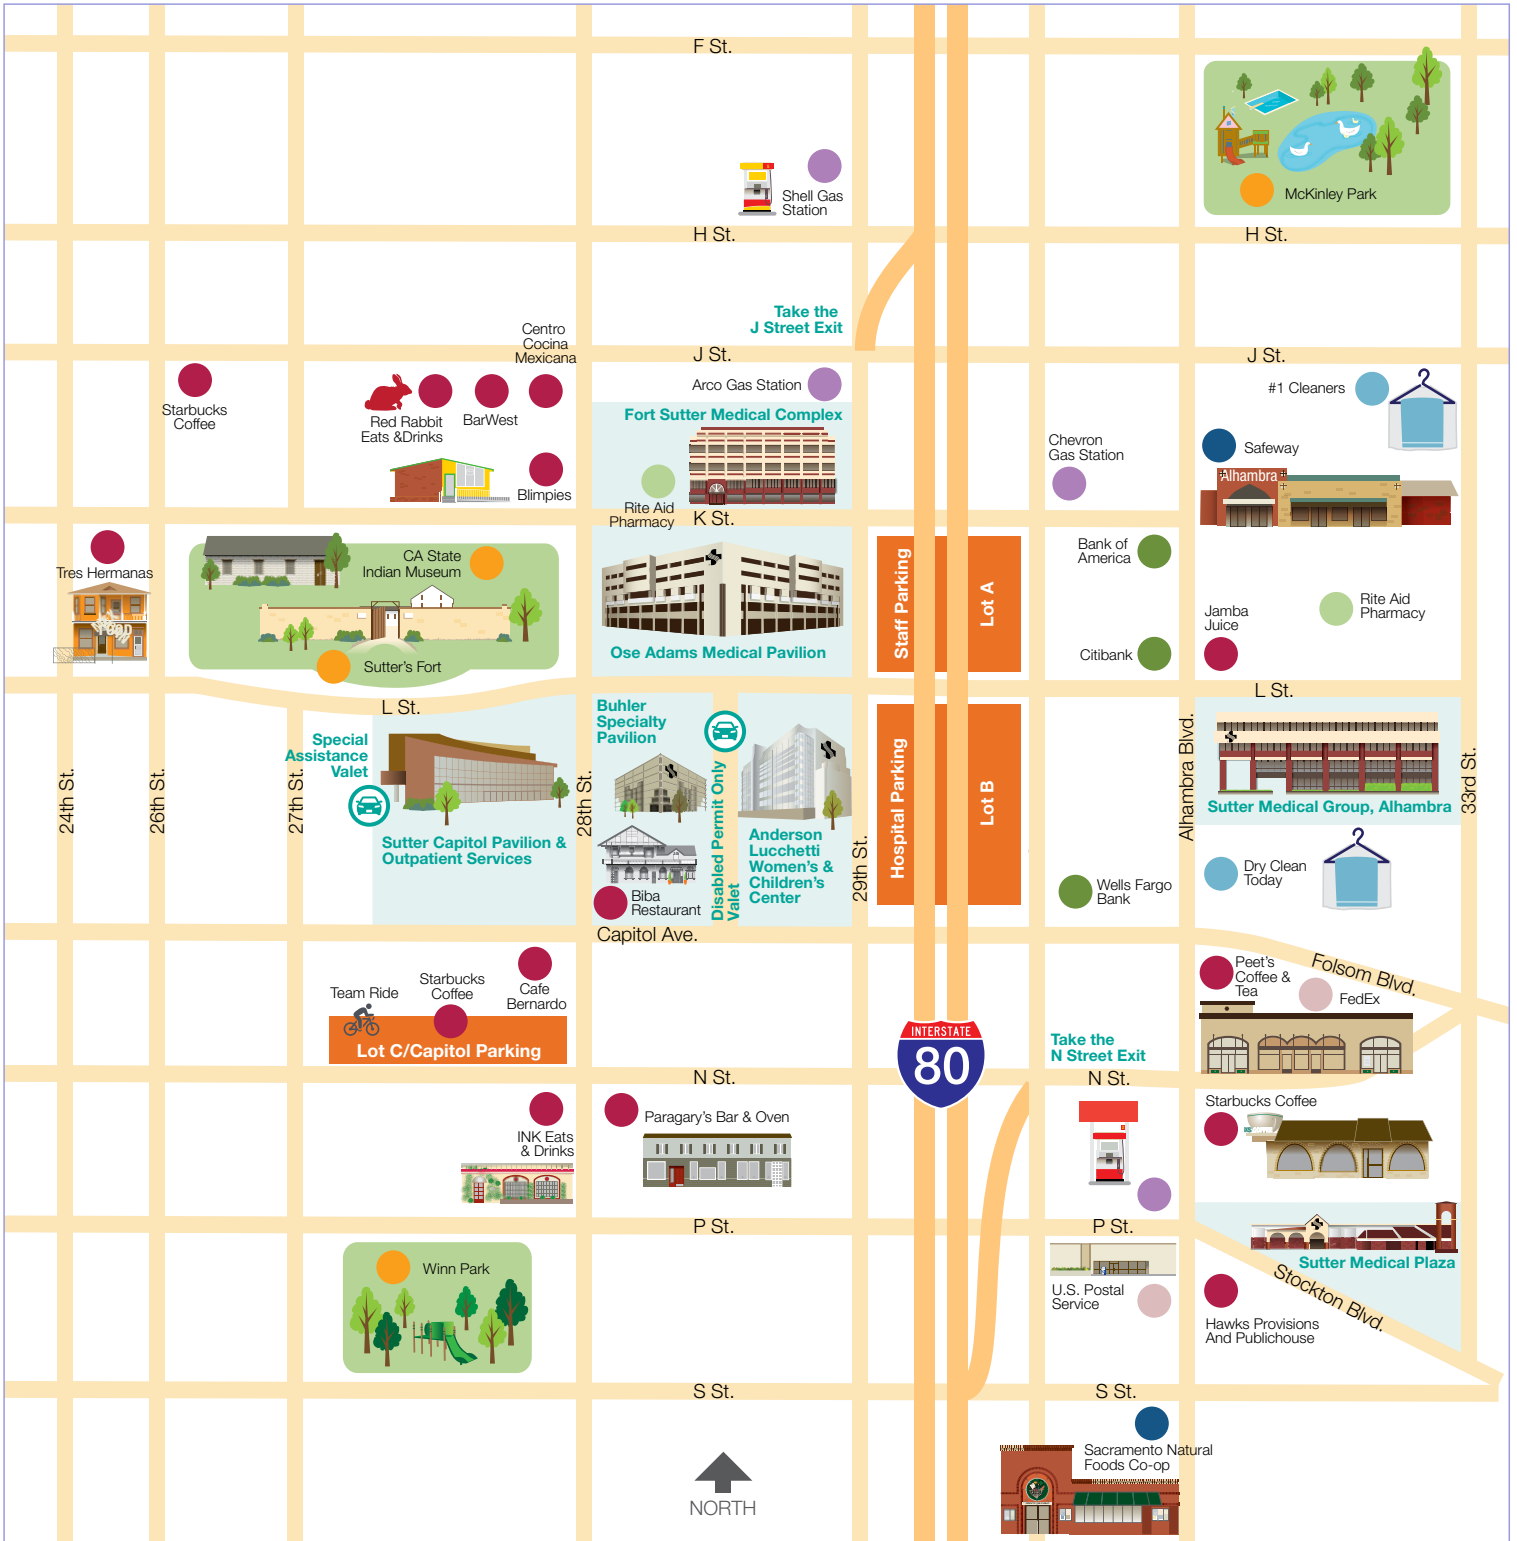 F St.
Shell Gas
Station
McKinley Park
H St.
H St.
Take the
J Street Exit
Centro
Cocina
Mexicana
J St.
J St.
Starbucks
Coffee
Red Rabbit
Eats &Drinks
BarWest
Blimpies
Arco Gas Station
Fort Sutter Medical Complex
Rite Aid
Pharmacy
K St.
Chevron
Gas Station
#1 Cleaners
Safeway
Alhambra
Tres Hermanas
CA State
Indian Museum
Sutter's Fort
Ose Adams Medical Pavilion
Staff Parking
Lot A
Bank of
America
Citibank
Jamba
Juice
Rite Aid
Pharmacy
L St.
L St.
24th St.
26th St.
27th St.
Special
Assistance
Valet
Sutter Capitol Pavilion &
Outpatient Services
28th St.
Buhler
Specialty
Pavilion
Biba
Restaurant
Disabled Permit Only
Valet
Anderson
Lucchetti
Women's &
Children's
Center
29th St.
Hospital Parking
Lot B
Wells Fargo
Bank
Alhambra Blvd.
Sutter Medical Group, Alhambra
33rd St.
Dry Clean
Today
Capitol Ave.
Team Ride
Starbucks
Coffee
Cafe
Bernardo
Lot C/Capitol Parking
Peet's
Coffee &
Tea
FedEx
Folsom Blvd.
INTERSTATE
80
Take the
N Street Exit
N St.
N St.
INK Eats
& Drinks
Paragary's Bar & Oven
Starbucks Coffee
P St.
P St.
Winn Park
U.S. Postal
Service
Sutter Medical Plaza
Stockton Blvd.
Hawks Provisions
And Publichouse
S St.
S St.
NORTH
Sacramento Natural
Foods Co-op